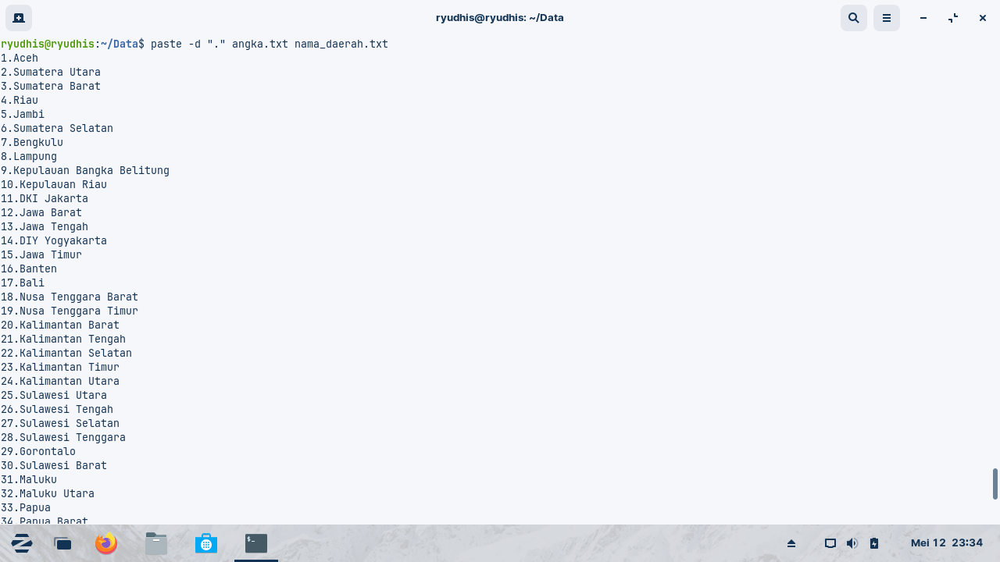 ryudhis@ryudhis: ~/Data
ryudhis@ryudhis:~/Data$ paste -d "." angka.txt nama_daerah.txt
1.Aceh
2.Sumatera Utara
3.Sumatera Barat
4.Riau
5.Jambi
6.Sumatera Selatan
7.Bengkulu
8.Lampung
9.Kepulauan Bangka Belitung
10.Kepulauan Riau
11.DKI Jakarta
12.Jawa Barat
13.Jawa Tengah
14.DIY Yogyakarta
15.Jawa Timur
16.Banten
17.Bali
18.Nusa Tenggara Barat
19.Nusa Tenggara Timur
20.Kalimantan Barat
21.Kalimantan Tengah
22.Kalimantan Selatan
23.Kalimantan Timur
24.Kalimantan Utara
25.Sulawesi Utara
26.Sulawesi Tengah
27.Sulawesi Selatan
28.Sulawesi Tenggara
29.Gorontalo
30.Sulawesi Barat
31.Maluku
32.Maluku Utara
33.Papua
34.Papua Barat
$_
Mei 12 23:34